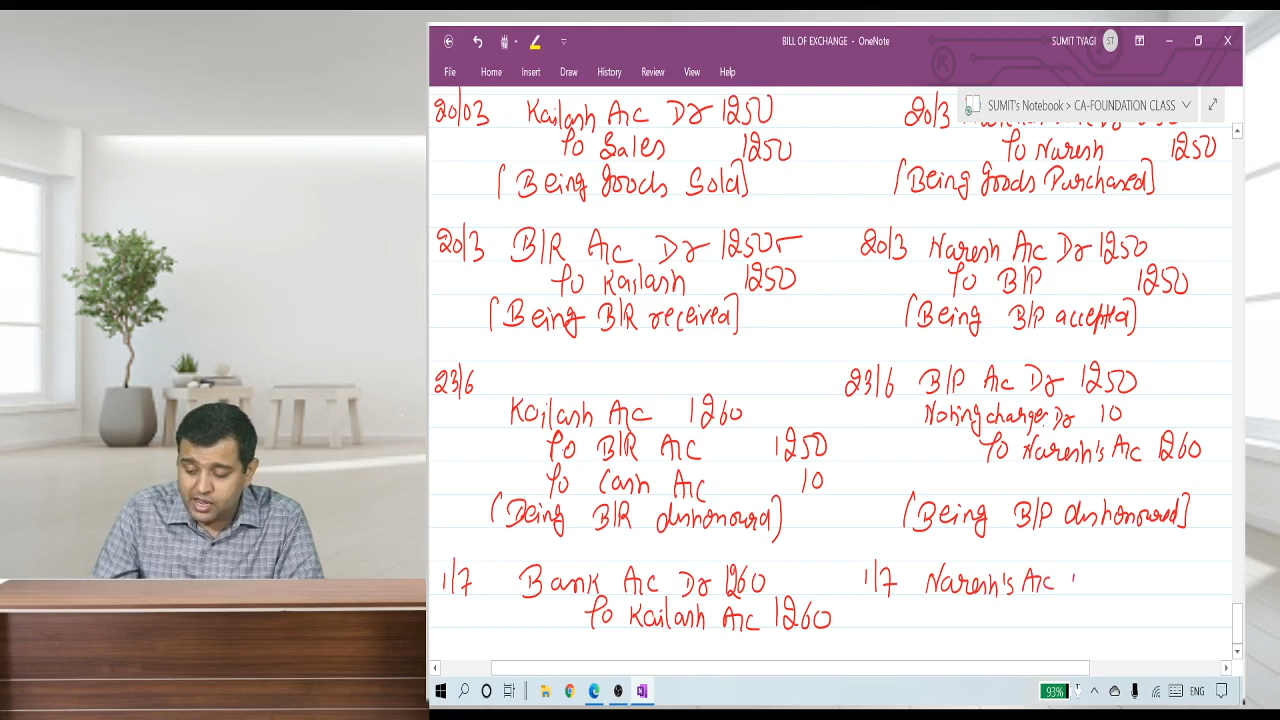 BILL OF EXCHANGE - OneNote
SUMIT TYAGI ST
File Home Insert Draw History Review View Help
SUMIT's Notebook > CA-FOUNDATION CLASS
20/03 Kailash A/c Dr 1250
To Sales 1250
[Being Goods Sold]
20/3
To Naresh 1250
[Being Goods Purchased]
20/3 B/R A/c Dr 1250
To Kailash 1250
[Being B/R received]
20/3 Naresh A/c Dr 1250
To B/P 1250
[Being B/P accepted]
23/6
Kailash A/c 1260
To B/R A/c 1250
To Cash A/c 10
[Being B/R dishonoured]
23/6 B/P A/c Dr 1250
Noting charges Dr 10
To Naresh's A/c 1260
[Being B/P dishonoured]
1/7 Bank A/c Dr 1260
To Kailash A/c 1260
1/7 Naresh's A/c
93%
ENG